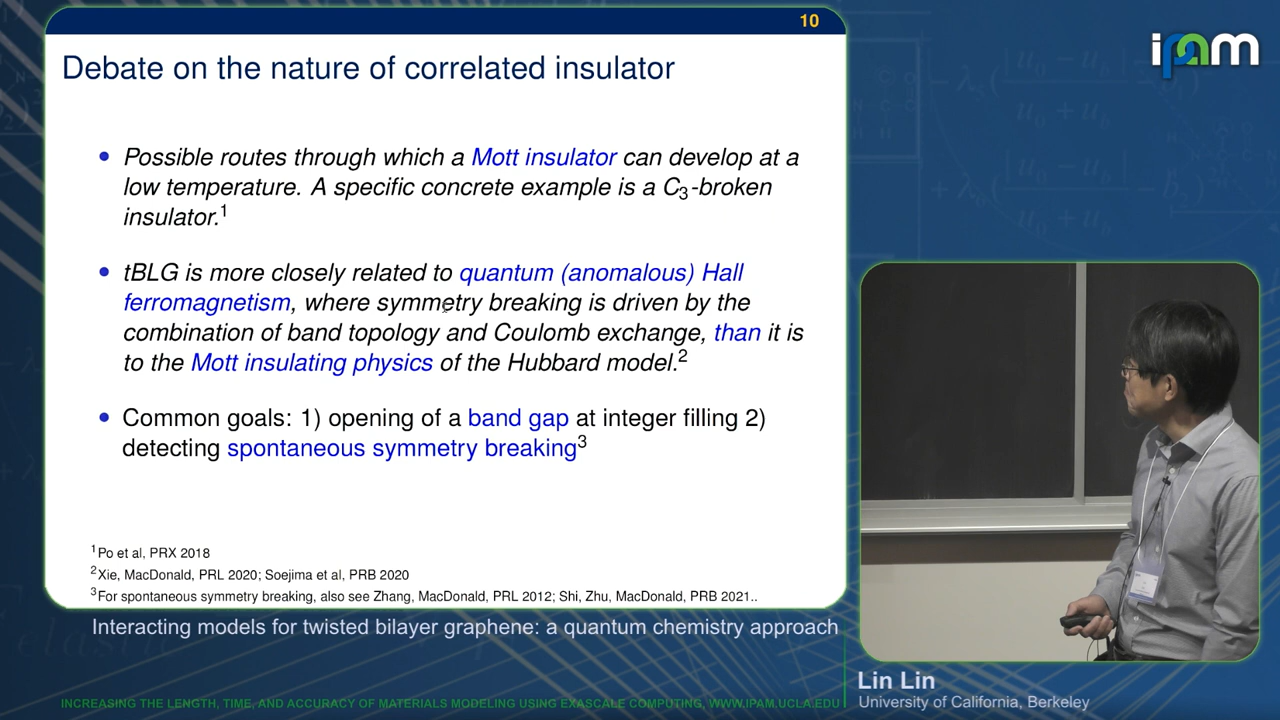 10
ipam
Debate on the nature of correlated insulator
• Possible routes through which a Mott insulator can develop at a
low temperature. A specific concrete example is a C₃-broken
insulator.¹
• tBLG is more closely related to quantum (anomalous) Hall
ferromagnetism, where symmetry breaking is driven by the
combination of band topology and Coulomb exchange, than it is
to the Mott insulating physics of the Hubbard model.²
• Common goals: 1) opening of a band gap at integer filling 2)
detecting spontaneous symmetry breaking³
¹Po et al, PRX 2018
²Xie, MacDonald, PRL 2020; Soejima et al, PRB 2020
³For spontaneous symmetry breaking, also see Zhang, MacDonald, PRL 2012; Shi, Zhu, MacDonald, PRB 2021..
Interacting models for twisted bilayer graphene: a quantum chemistry approach
Lin Lin
University of California, Berkeley
INCREASING THE LENGTH, TIME, AND ACCURACY OF MATERIALS MODELING USING EXASCALE COMPUTING, WWW.IPAM.UCLA.EDU